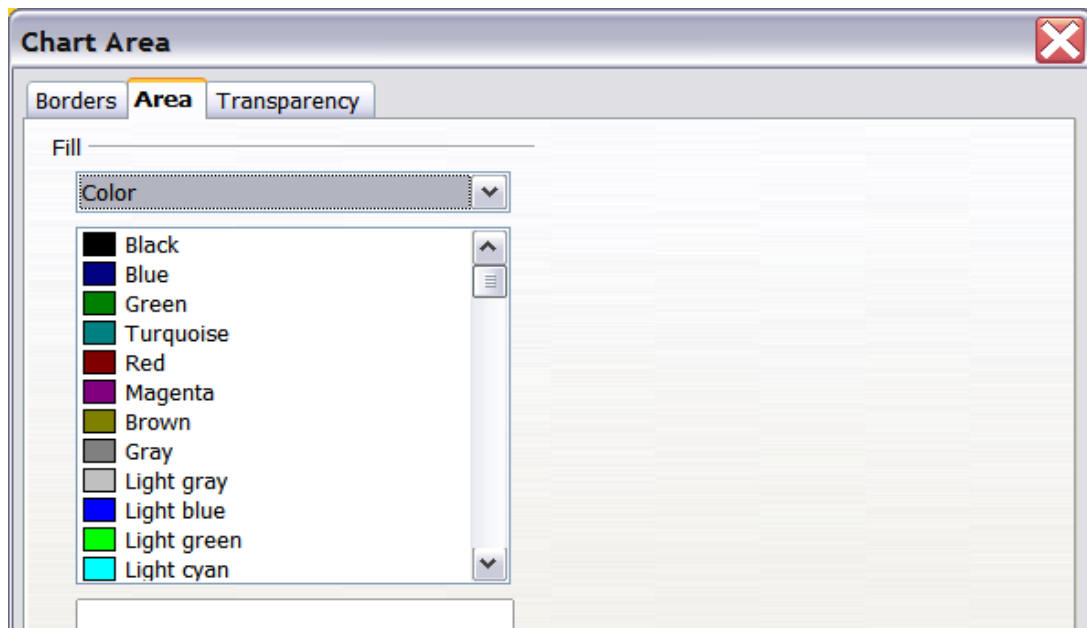 Chart Area
Borders Area Transparency
Fill
Color
Black
Blue
Green
Turquoise
Red
Magenta
Brown
Gray
Light gray
Light blue
Light green
Light cyan